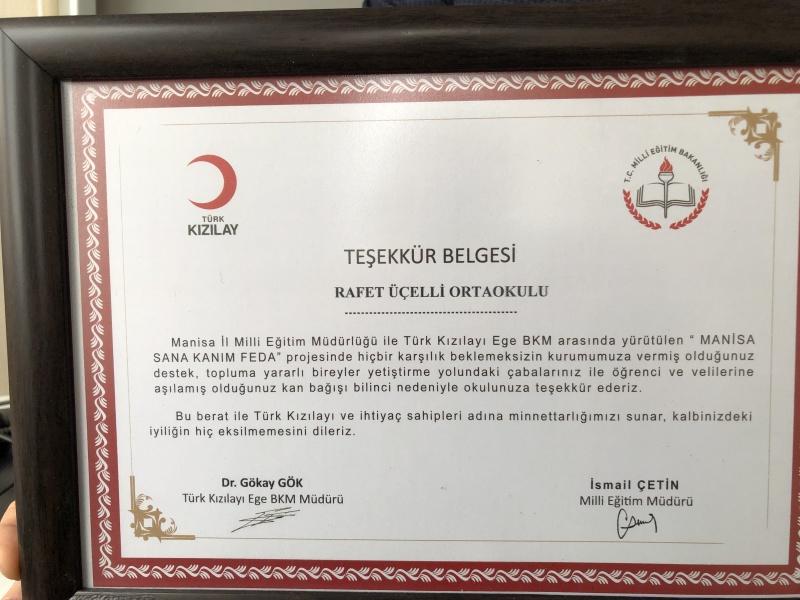 TÜRK
KIZILAY
T.C. MİLLİ EĞİTİM BAKANLIĞI
TEŞEKKÜR BELGESİ
RAFET ÜÇELLİ ORTAOKULU
Manisa İl Milli Eğitim Müdürlüğü ile Türk Kızılayı Ege BKM arasında yürütülen “ MANİSA
SANA KANIM FEDA” projesinde hiçbir karşılık beklemeksizin kurumumuza vermiş olduğunuz
destek, topluma yararlı bireyler yetiştirme yolundaki çabalarınız ile öğrenci ve velilerine
aşılamış olduğunuz kan bağışı bilinci nedeniyle okulunuza teşekkür ederiz.
Bu berat ile Türk Kızılayı ve ihtiyaç sahipleri adına minnettarlığımızı sunar, kalbinizdeki
iyiliğin hiç eksilmemesini dileriz.
Dr. Gökay GÖK
Türk Kızılayı Ege BKM Müdürü
İsmail ÇETİN
Milli Eğitim Müdürü